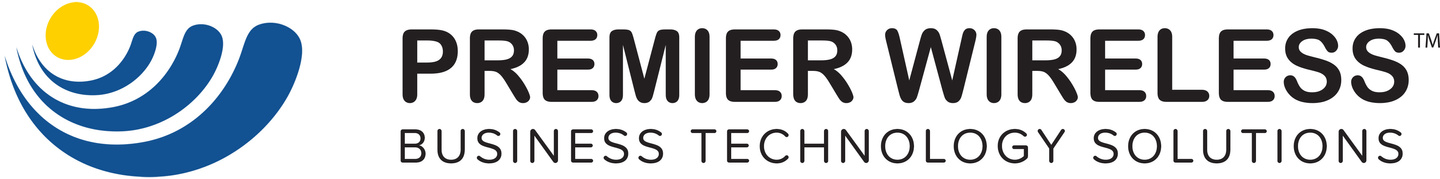 PREMIER WIRELESS™
BUSINESS TECHNOLOGY SOLUTIONS